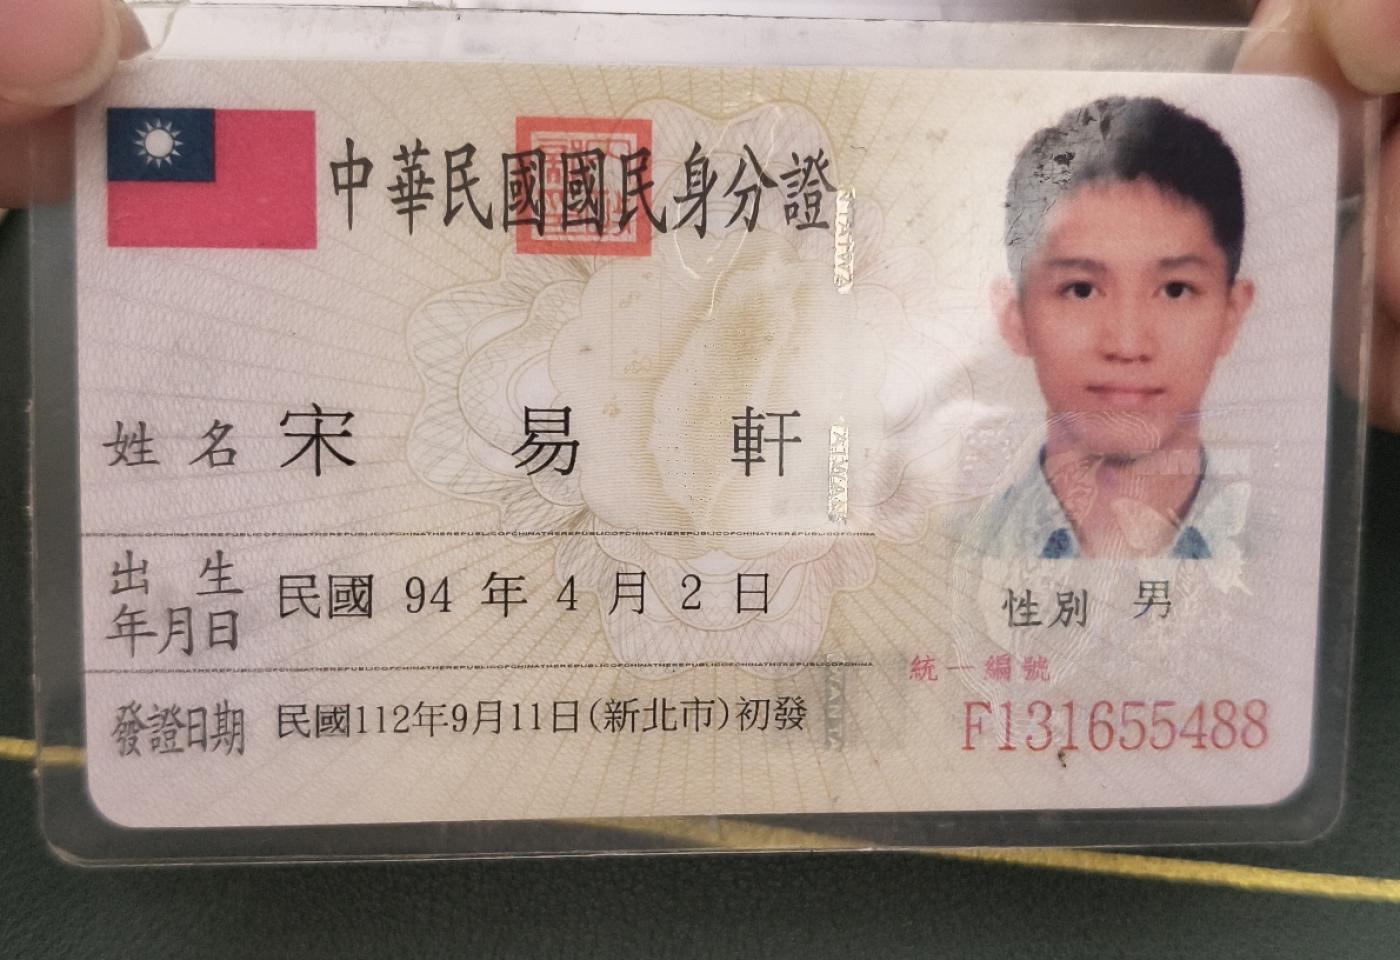 中華民國國民身分證
姓名 宋易軒
出生年月日 民國 94 年 4 月 2 日
性別 男
發證日期 民國112年9月11日(新北市)初發
統一編號
F131655488
TAIWAN